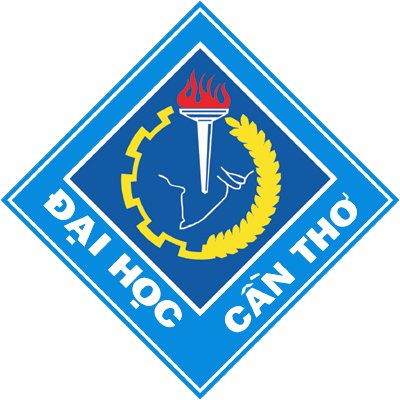 ĐẠI HỌC
CẦN THƠ